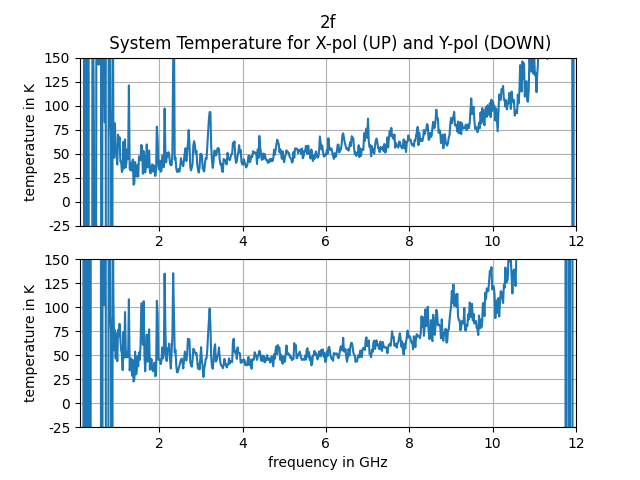 2f
System Temperature for X-pol (UP) and Y-pol (DOWN)
150
125
100
75
50
25
0
-25
temperature in K
2 4 6 8 10 12
150
125
100
75
50
25
0
-25
temperature in K
2 4 6 8 10 12
frequency in GHz